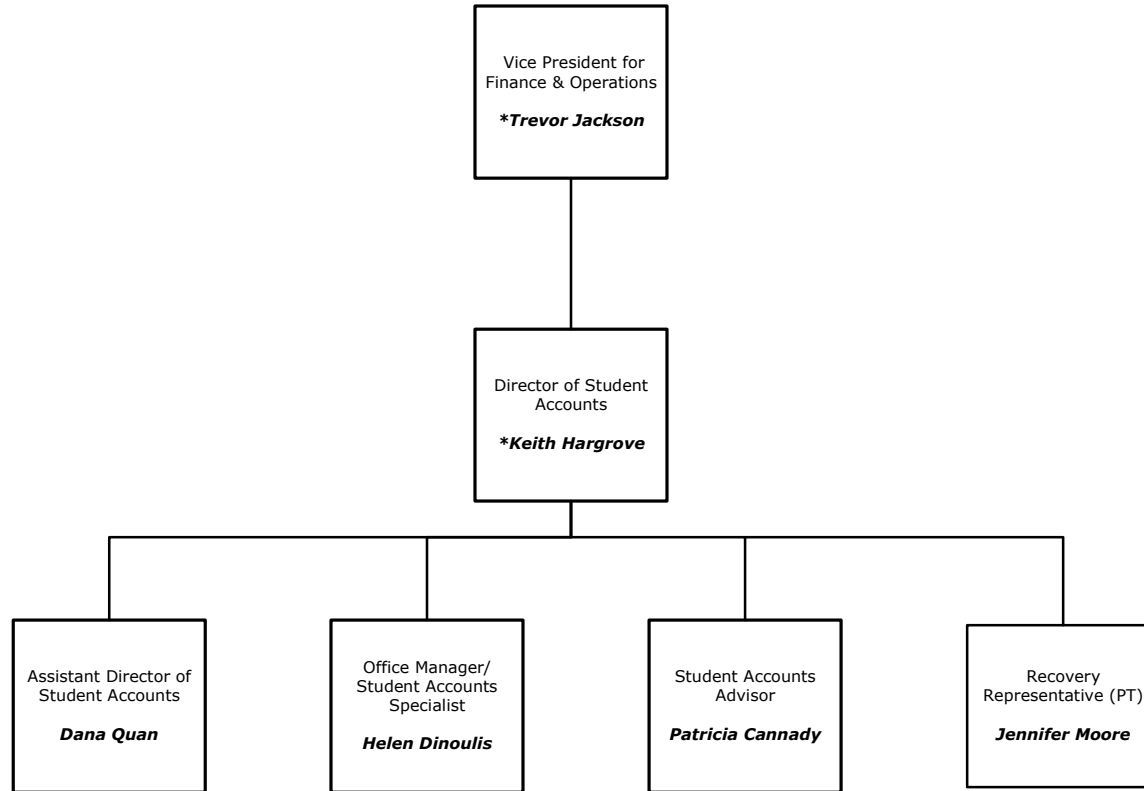 Vice President for
Finance & Operations
*Trevor Jackson
Director of Student
Accounts
*Keith Hargrove
Assistant Director of
Student Accounts
Dana Quan
Office Manager/
Student Accounts
Specialist
Helen Dinoulis
Student Accounts
Advisor
Patricia Cannady
Recovery
Representative (PT)
Jennifer Moore